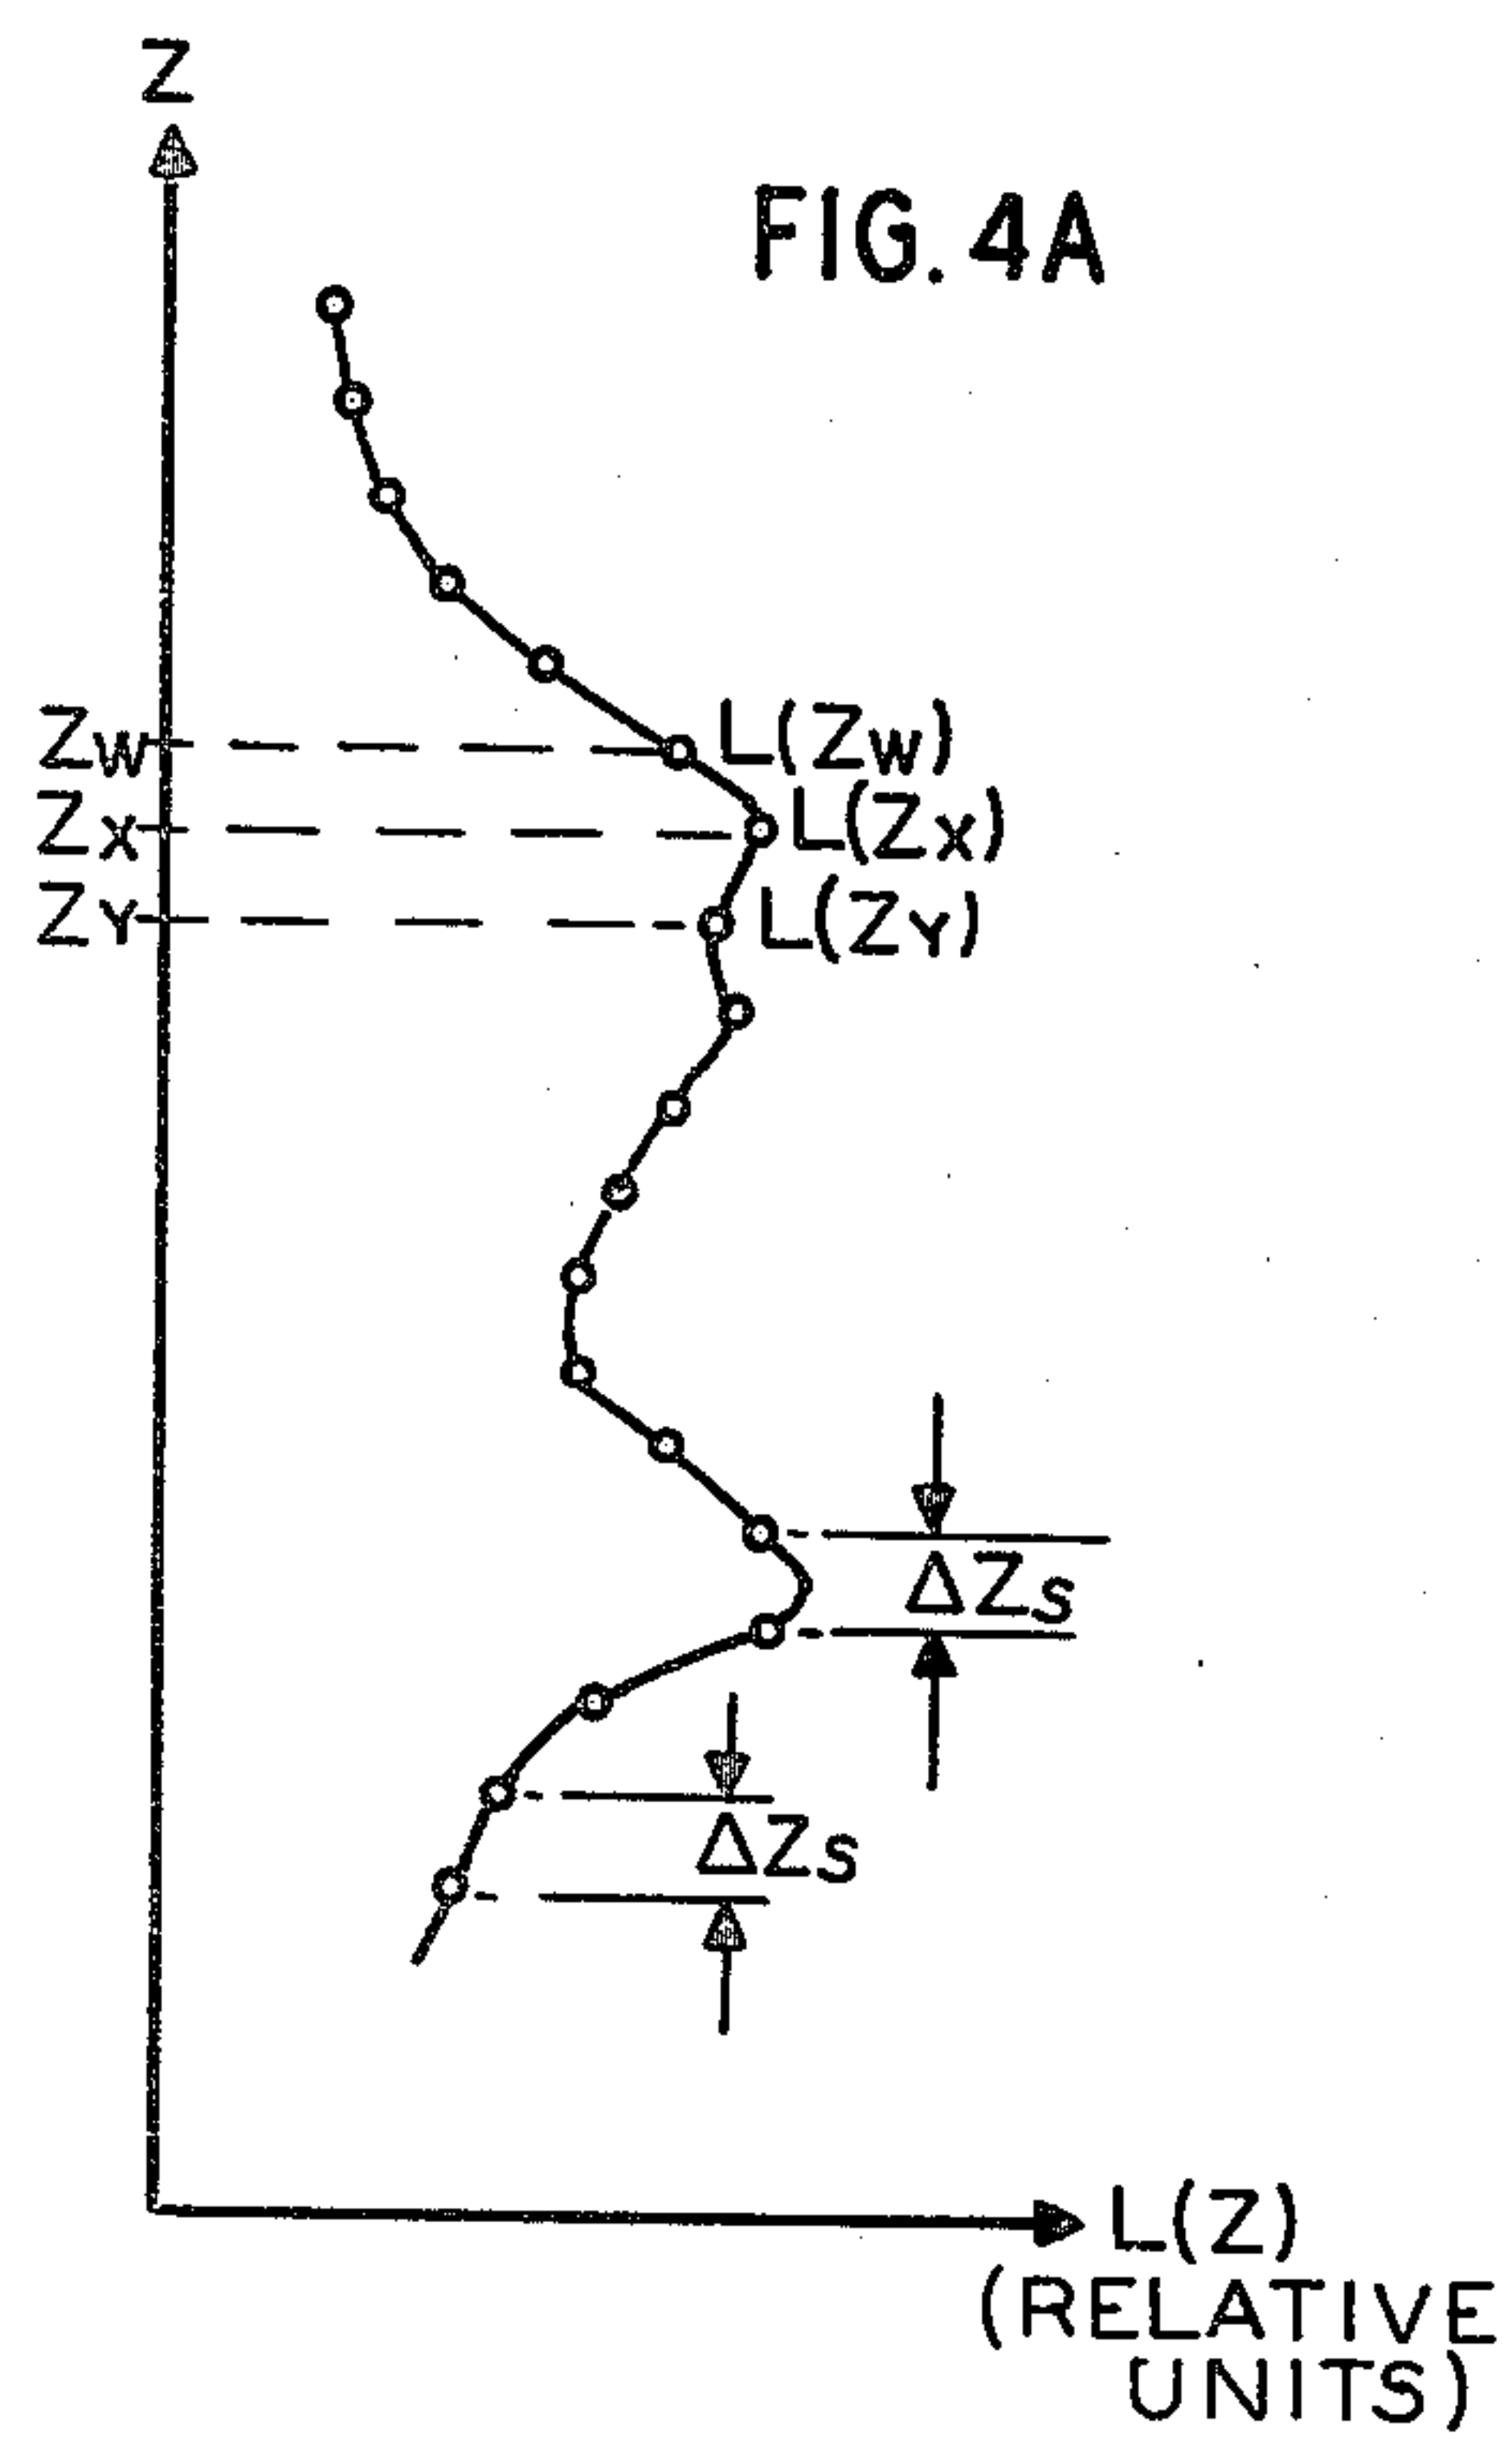 Z
FIG. 4A
ZW L(ZW)
ZX L(ZX)
ZY L(ZY)
ΔZS
ΔZS
L(Z)
(RELATIVE
UNITS)